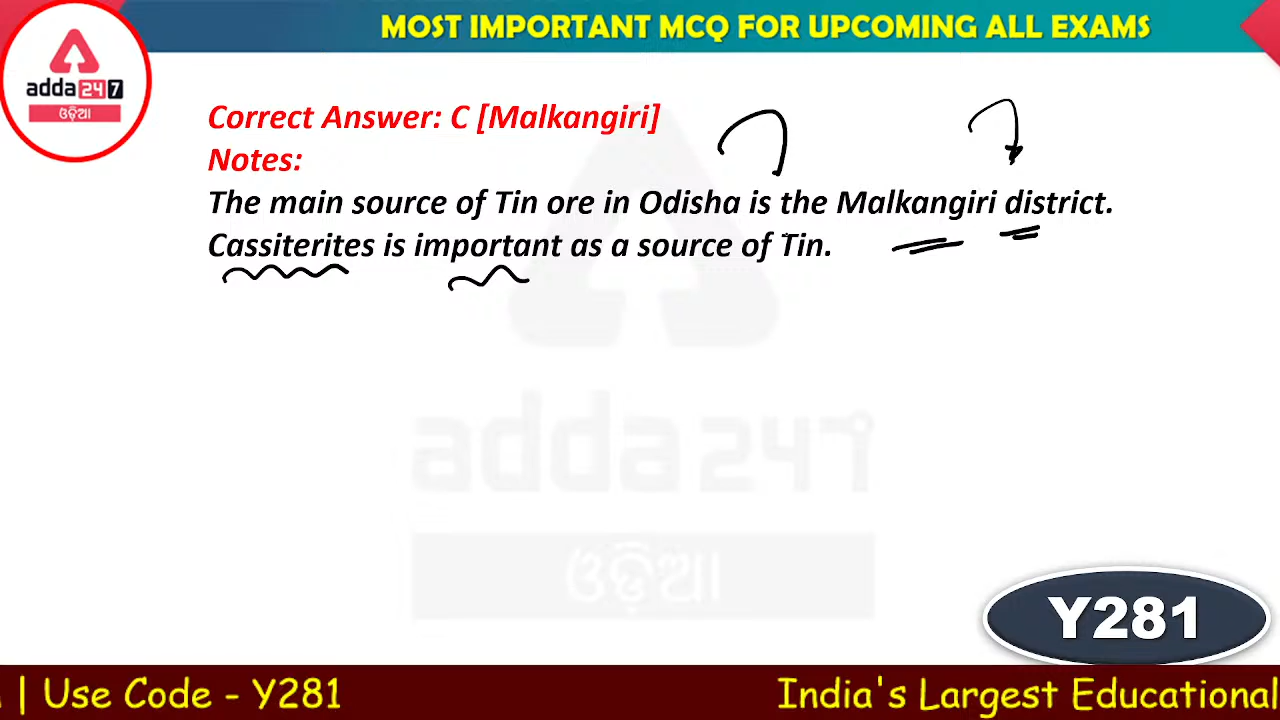 MOST IMPORTANT MCQ FOR UPCOMING ALL EXAMS
adda247
ଓଡ଼ିଆ
Correct Answer: C [Malkangiri]
Notes:
The main source of Tin ore in Odisha is the Malkangiri district.
Cassiterites is important as a source of Tin.
adda247
ଓଡ଼ିଆ
Y281
| Use Code - Y281
India's Largest Educational